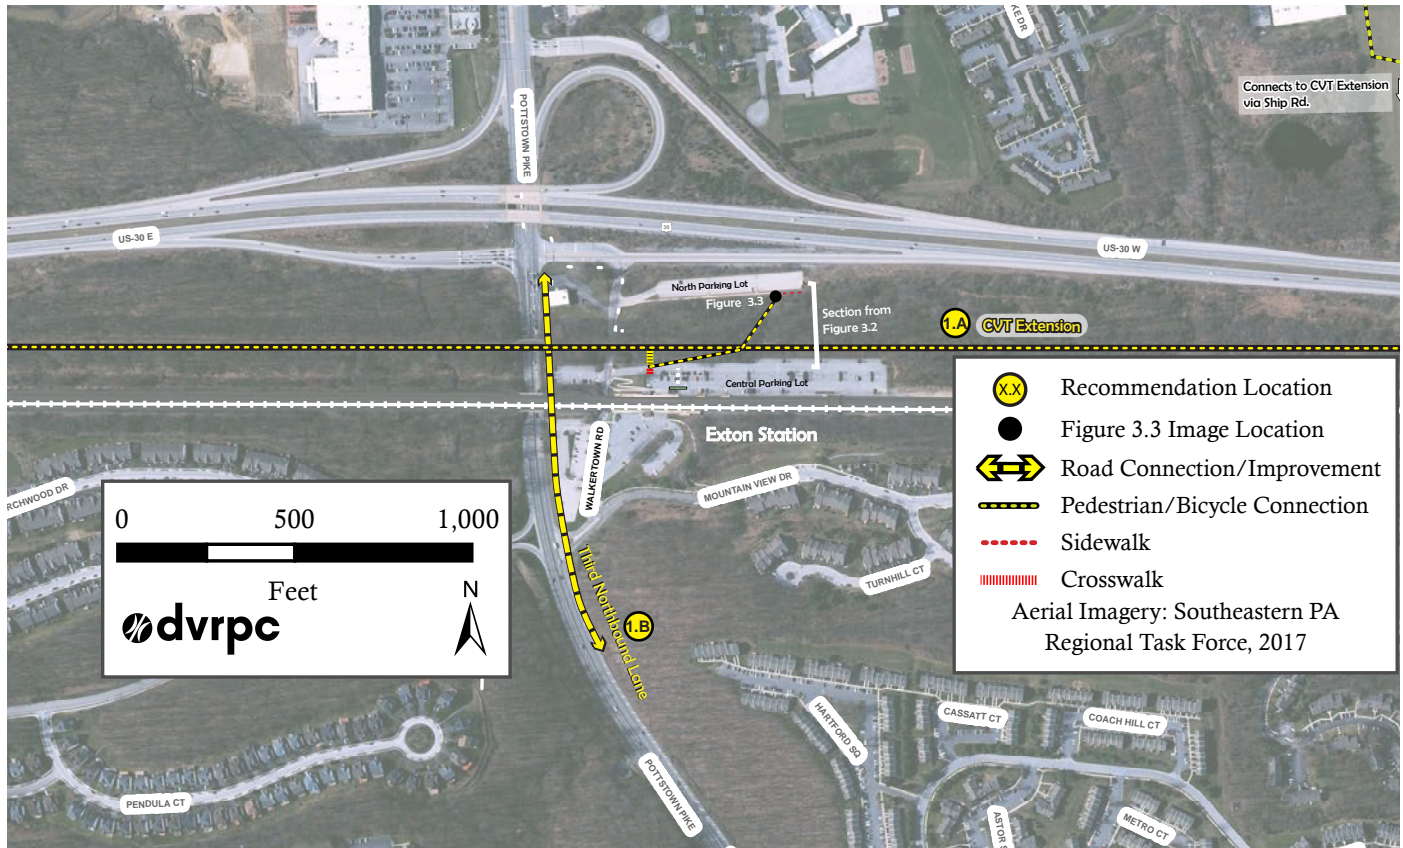 KE DR
Connects to CVT Extension
via Ship Rd.
POTTSTOWN PIKE
US-30 E
30
US-30 W
North Parking Lot
Figure 3.3
Section from
Figure 3.2
1.A
CVT Extension
Central Parking Lot
Exton Station
WALKERTOWN RD
MOUNTAIN VIEW DR
RCHWOOD DR
TURNHILL CT
Third Northbound Lane
1.B
X.X
Recommendation Location
Figure 3.3 Image Location
Road Connection/Improvement
Pedestrian/Bicycle Connection
Sidewalk
Crosswalk
Aerial Imagery: Southeastern PA
Regional Task Force, 2017
0 500 1,000
Feet
N
dvrpc
HARTFORD SQ
CASSATT CT
COACH HILL CT
PENDULA CT
POTTSTOWN PIKE
ASTOR S
METRO CT